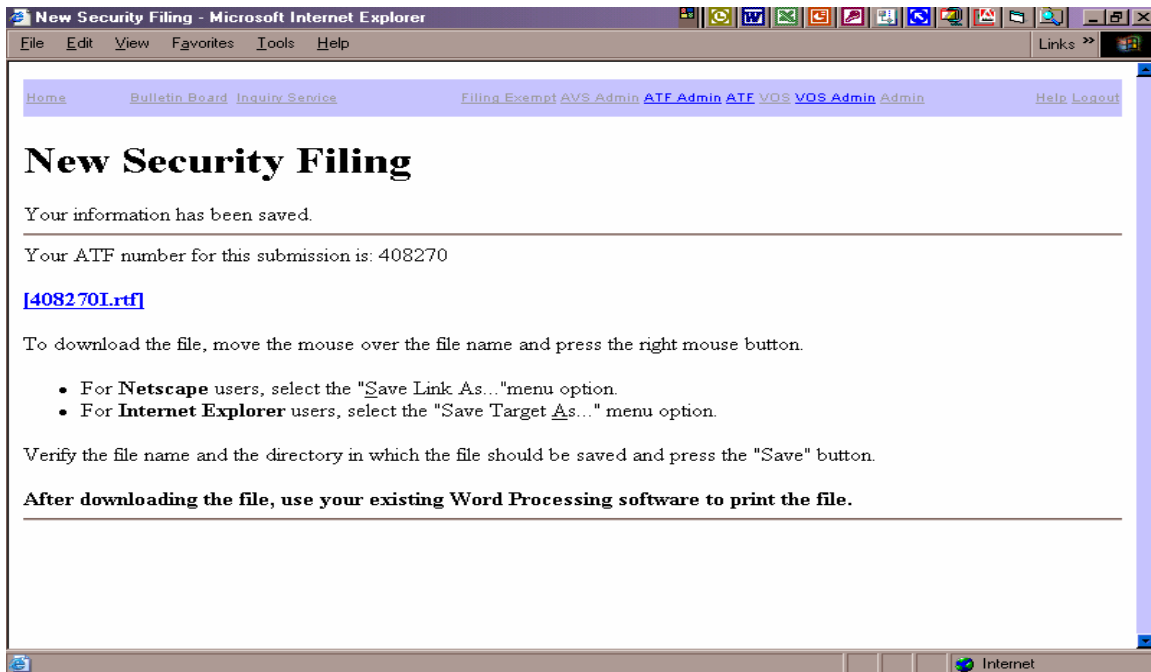 New Security Filing - Microsoft Internet Explorer
File Edit View Favorites Tools Help Links »
Home Bulletin Board Inquiry Service Filing Exempt AVS Admin ATF Admin ATF VOS VOS Admin Admin Help Logout
New Security Filing
Your information has been saved.
Your ATF number for this submission is: 408270
[408270I.rtf]
To download the file, move the mouse over the file name and press the right mouse button.
• For Netscape users, select the "Save Link As..."menu option.
• For Internet Explorer users, select the "Save Target As..." menu option.
Verify the file name and the directory in which the file should be saved and press the "Save" button.
After downloading the file, use your existing Word Processing software to print the file.
Internet